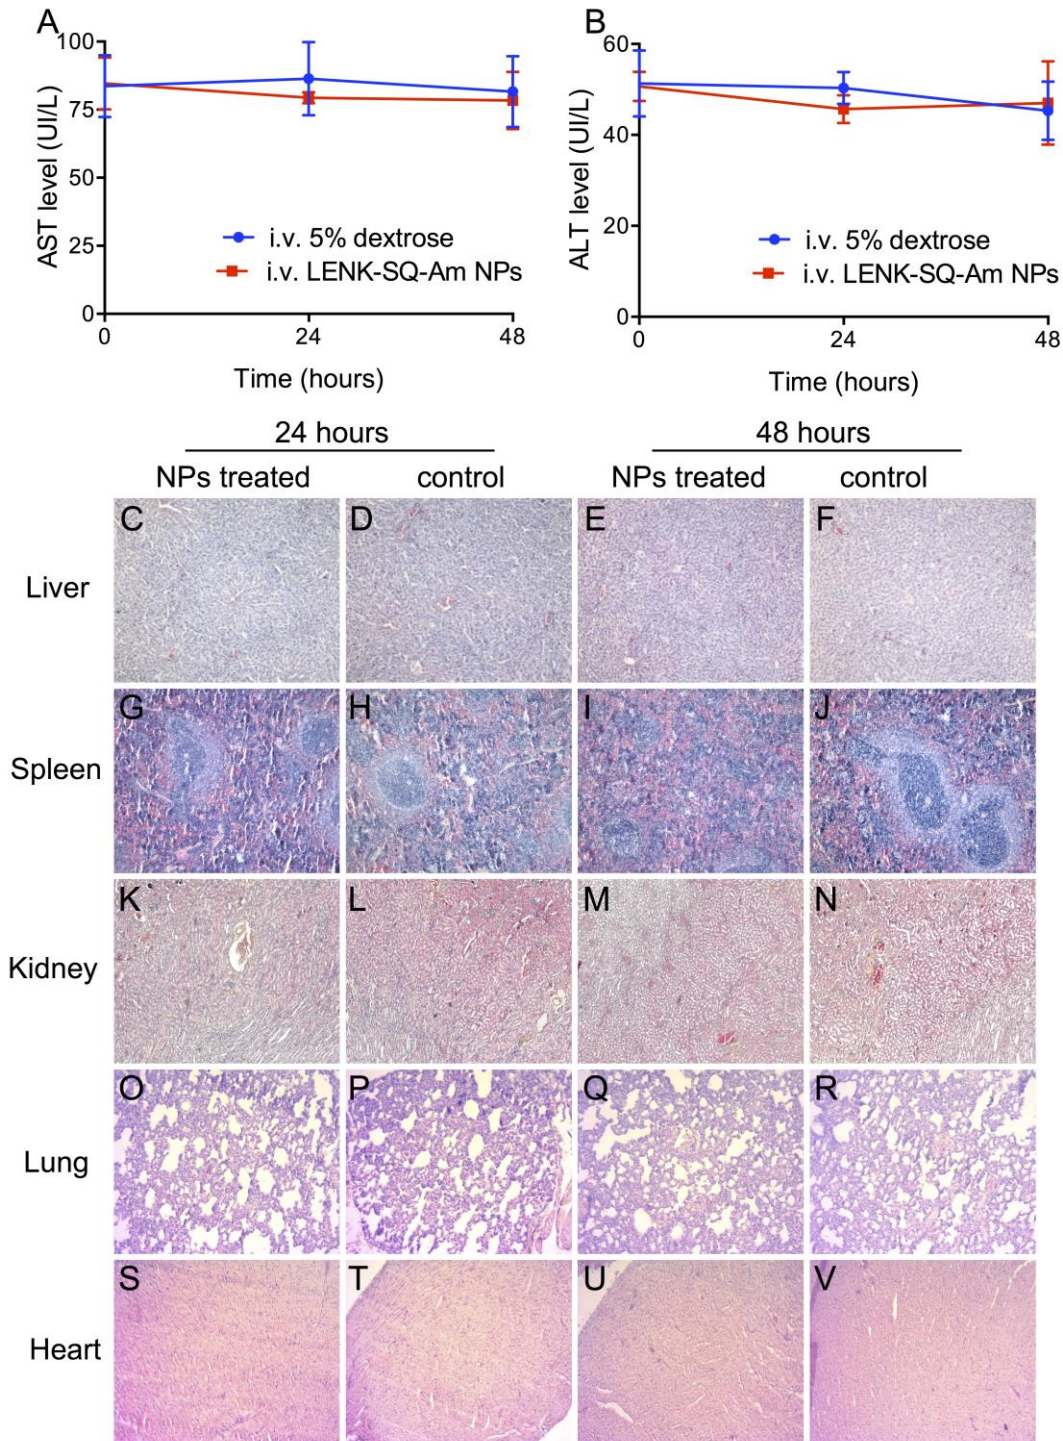 A
100
75
50
25
0
0 24 48
AST level (UI/L)
Time (hours)
i.v. 5% dextrose
i.v. LENK-SQ-Am NPs
B
60
40
20
0
0 24 48
ALT level (UI/L)
Time (hours)
i.v. 5% dextrose
i.v. LENK-SQ-Am NPs
24 hours 48 hours
NPs treated control NPs treated control
C D E F
Liver
G H I J
Spleen
K L M N
Kidney
O P Q R
Lung
S T U V
Heart